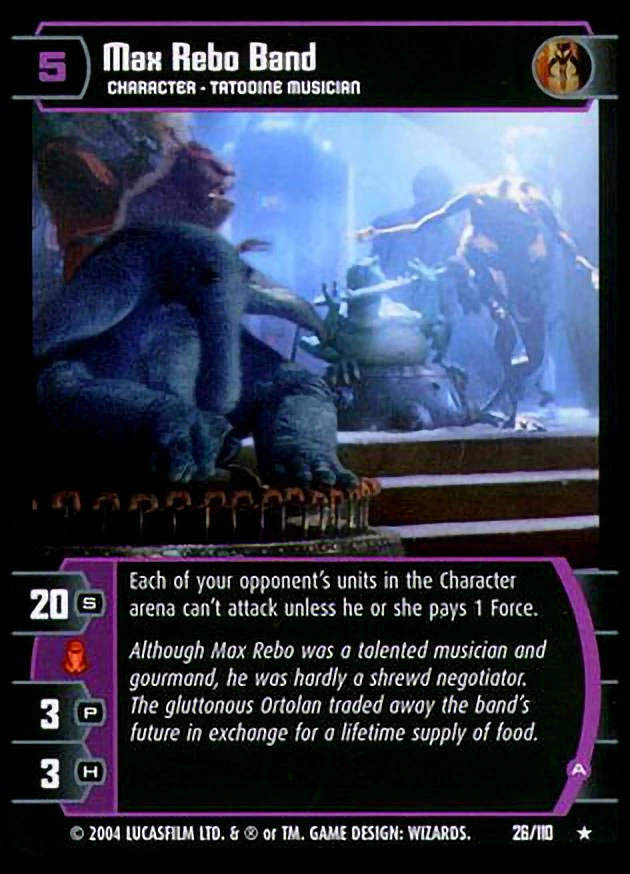 5
Max Rebo Band
CHARACTER - TATOOINE MUSICIAN
20 S
Each of your opponent's units in the Character
arena can't attack unless he or she pays 1 Force.
Although Max Rebo was a talented musician and
gourmand, he was hardly a shrewd negotiator.
The gluttonous Ortolan traded away the band's
future in exchange for a lifetime supply of food.
3 P
3 H
A
© 2004 LUCASFILM LTD. & ® or TM. GAME DESIGN: WIZARDS. 26/110 ★